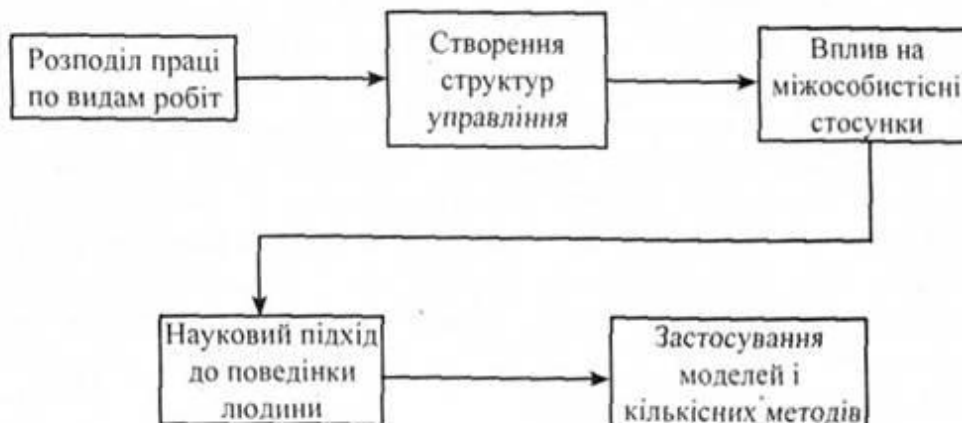 Розподіл праці
по видам робіт
Створення
структур
управління
Вплив на
міжособистісні
стосунки
Науковий підхід
до поведінки
людини
Застосування
моделей і
кількісних методів